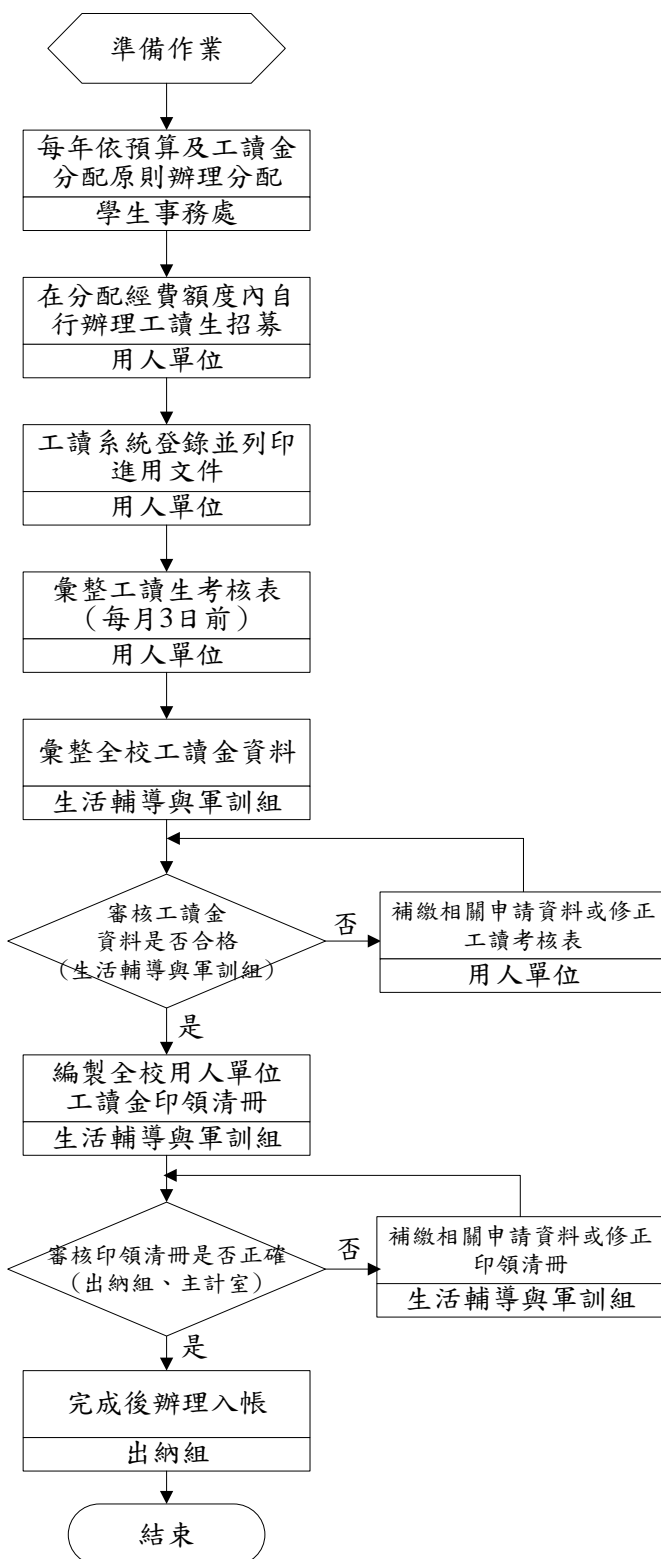 準備作業
每年依預算及工讀金
分配原則辦理分配
學生事務處
在分配經費額度內自
行辦理工讀生招募
用人單位
工讀系統登錄並列印
進用文件
用人單位
彙整工讀生考核表
（每月3日前）
用人單位
彙整全校工讀金資料
生活輔導與軍訓組
審核工讀金
資料是否合格
（生活輔導與軍訓組）
否
補繳相關申請資料或修正
工讀考核表
用人單位
是
編製全校用人單位
工讀金印領清冊
生活輔導與軍訓組
審核印領清冊是否正確
（出納組、主計室）
否
補繳相關申請資料或修正
印領清冊
生活輔導與軍訓組
是
完成後辦理入帳
出納組
結束